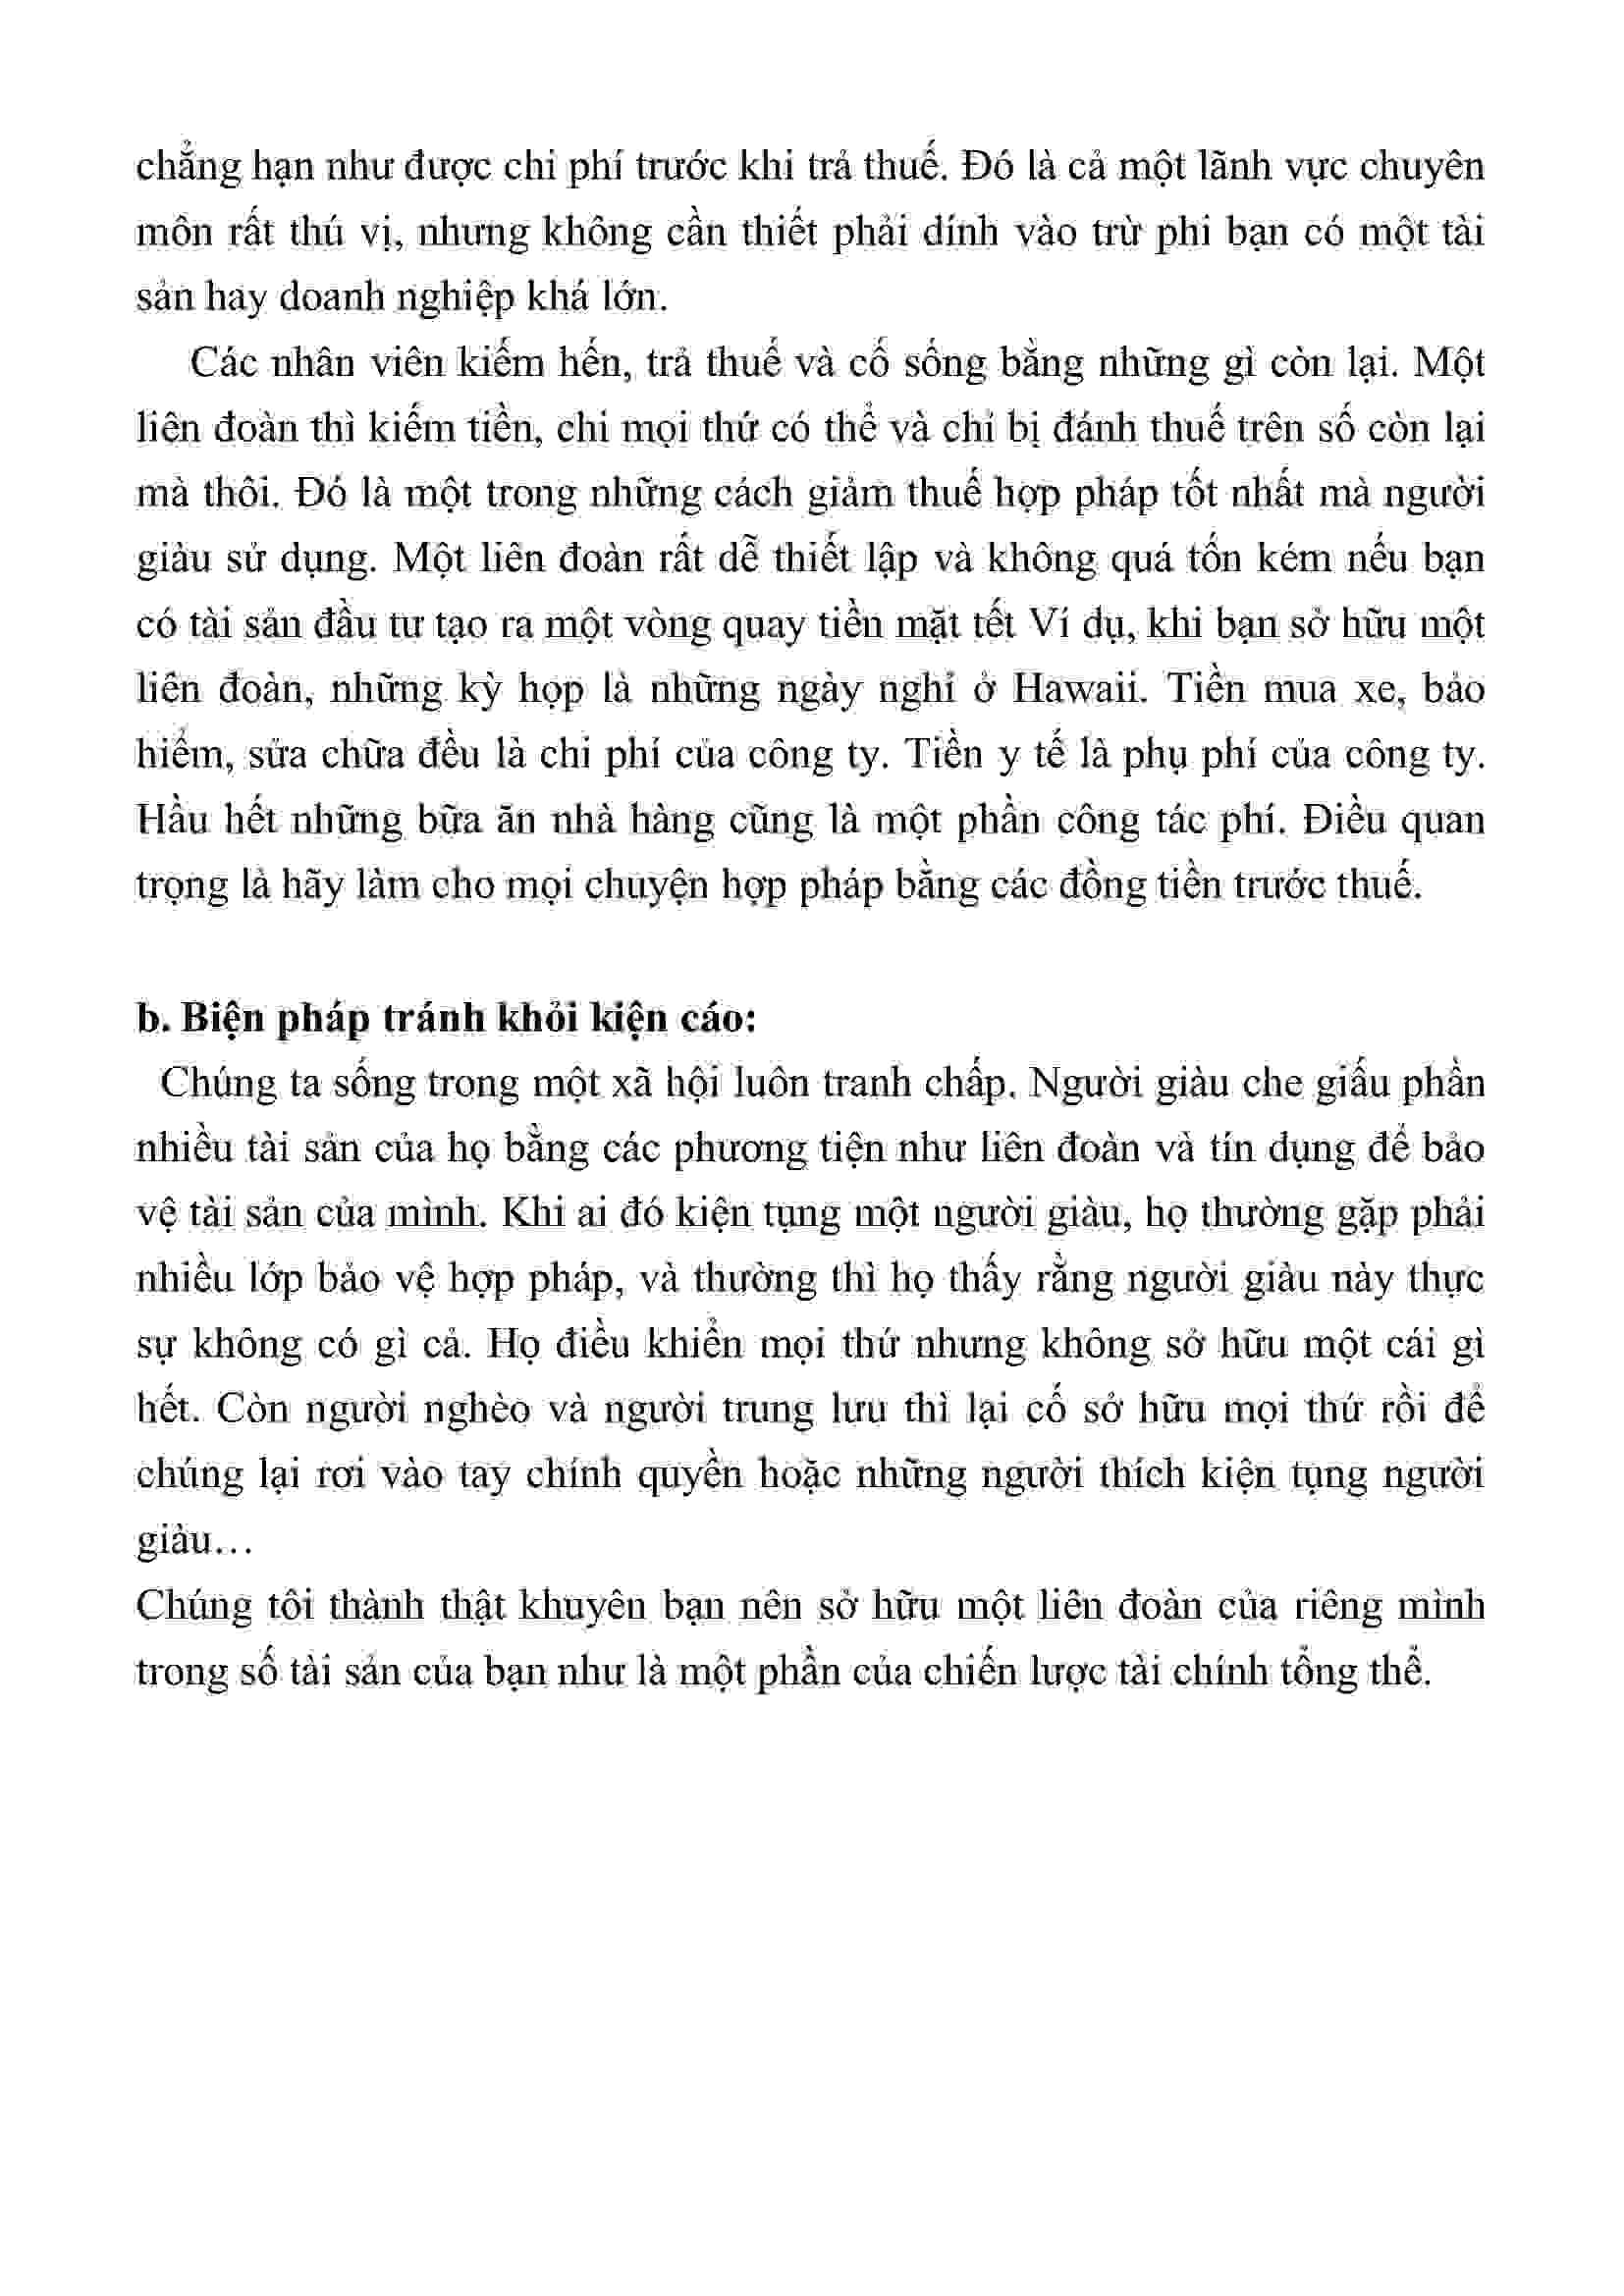 chẳng hạn như được chi phí trước khi trả thuế. Đó là cả một lãnh vực chuyên
môn rất thú vị, nhưng không cần thiết phải dính vào trừ phi bạn có một tài
sản hay doanh nghiệp khá lớn.
Các nhân viên kiếm hến, trả thuế và cố sống bằng những gì còn lại. Một
liên đoàn thì kiếm tiền, chi mọi thứ có thể và chỉ bị đánh thuế trên số còn lại
mà thôi. Đó là một trong những cách giảm thuế hợp pháp tốt nhất mà người
giàu sử dụng. Một liên đoàn rất dễ thiết lập và không quá tốn kém nếu bạn
có tài sản đầu tư tạo ra một vòng quay tiền mặt tết Ví dụ, khi bạn sở hữu một
liên đoàn, những kỳ họp là những ngày nghỉ ở Hawaii. Tiền mua xe, bảo
hiểm, sửa chữa đều là chi phí của công ty. Tiền y tế là phụ phí của công ty.
Hầu hết những bữa ăn nhà hàng cũng là một phần công tác phí. Điều quan
trọng là hãy làm cho mọi chuyện hợp pháp bằng các đồng tiền trước thuế.
b. Biện pháp tránh khỏi kiện cáo:
Chúng ta sống trong một xã hội luôn tranh chấp. Người giàu che giấu phần
nhiều tài sản của họ bằng các phương tiện như liên đoàn và tín dụng để bảo
vệ tài sản của mình. Khi ai đó kiện tụng một người giàu, họ thường gặp phải
nhiều lớp bảo vệ hợp pháp, và thường thì họ thấy rằng người giàu này thực
sự không có gì cả. Họ điều khiển mọi thứ nhưng không sở hữu một cái gì
hết. Còn người nghèo và người trung lưu thì lại cố sở hữu mọi thứ rồi để
chúng lại rơi vào tay chính quyền hoặc những người thích kiện tụng người
giàu…
Chúng tôi thành thật khuyên bạn nên sở hữu một liên đoàn của riêng mình
trong số tài sản của bạn như là một phần của chiến lược tài chính tổng thể.